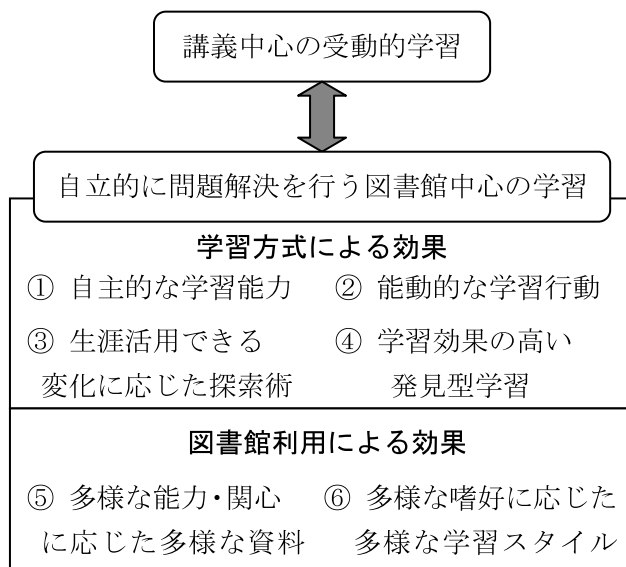 講義中心の受動的学習
自立的に問題解決を行う図書館中心の学習
学習方式による効果
① 自主的な学習能力 ② 能動的な学習行動
③ 生涯活用できる ④ 学習効果の高い
変化に応じた探索術 発見型学習
図書館利用による効果
⑤ 多様な能力・関心 ⑥ 多様な嗜好に応じた
に応じた多様な資料 多様な学習スタイル